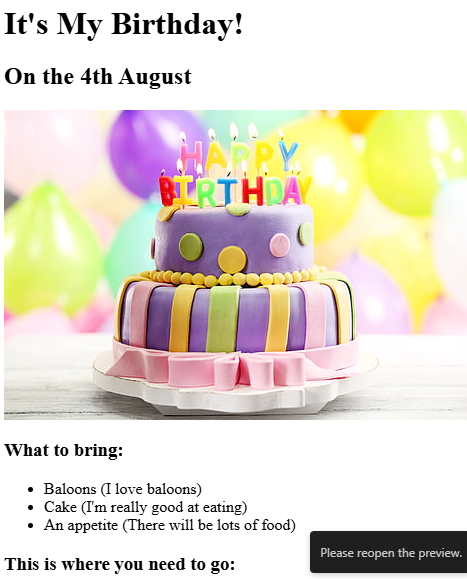 It's My Birthday!
On the 4th August
HAPPY
BIRTHDAY
What to bring:
Baloons (I love baloons)
Cake (I'm really good at eating)
An appetite (There will be lots of food)
This is where you need to go:
Please reopen the preview.